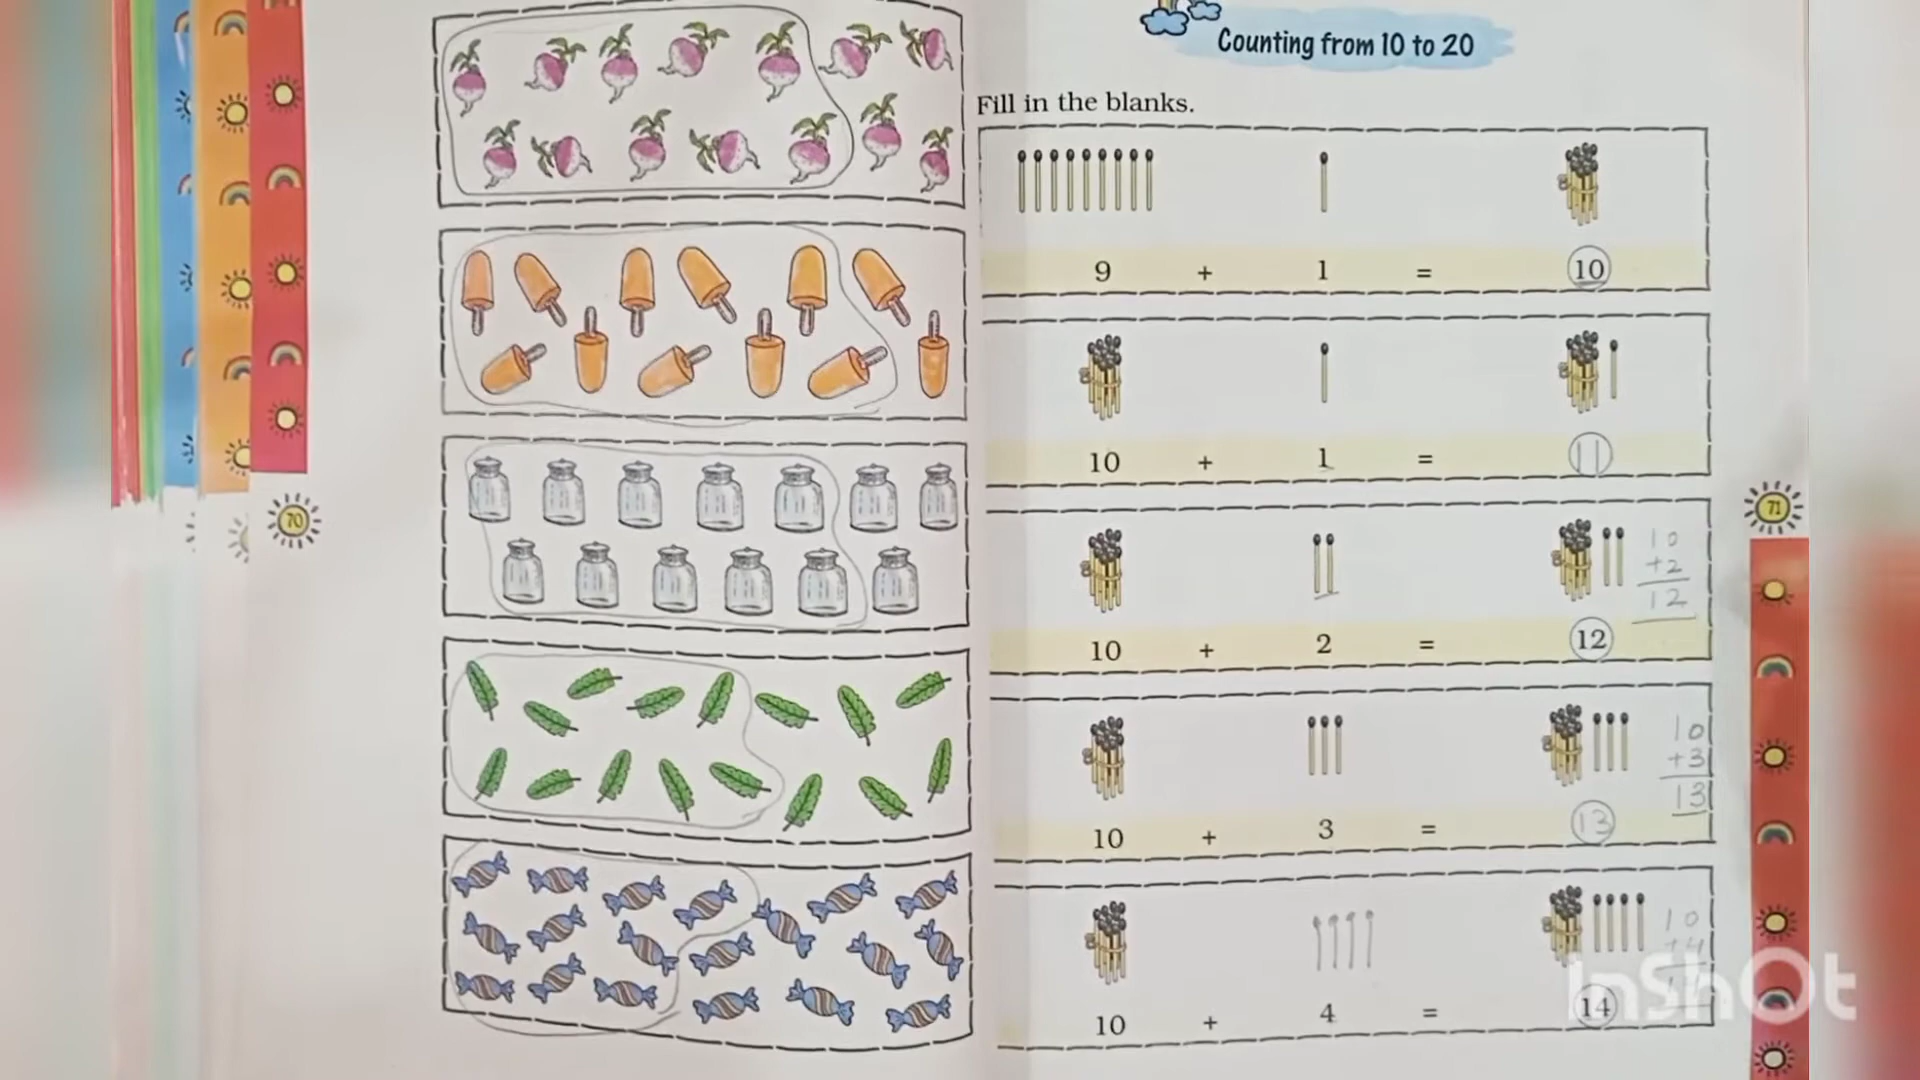 Counting from 10 to 20
Fill in the blanks.
9 + 1 = 10
10 + 1 = 11
10
+2
12
10 + 2 = 12
10
+3
13
10 + 3 = 13
10
+4
10 + 4 = 14
70
71
InShOt